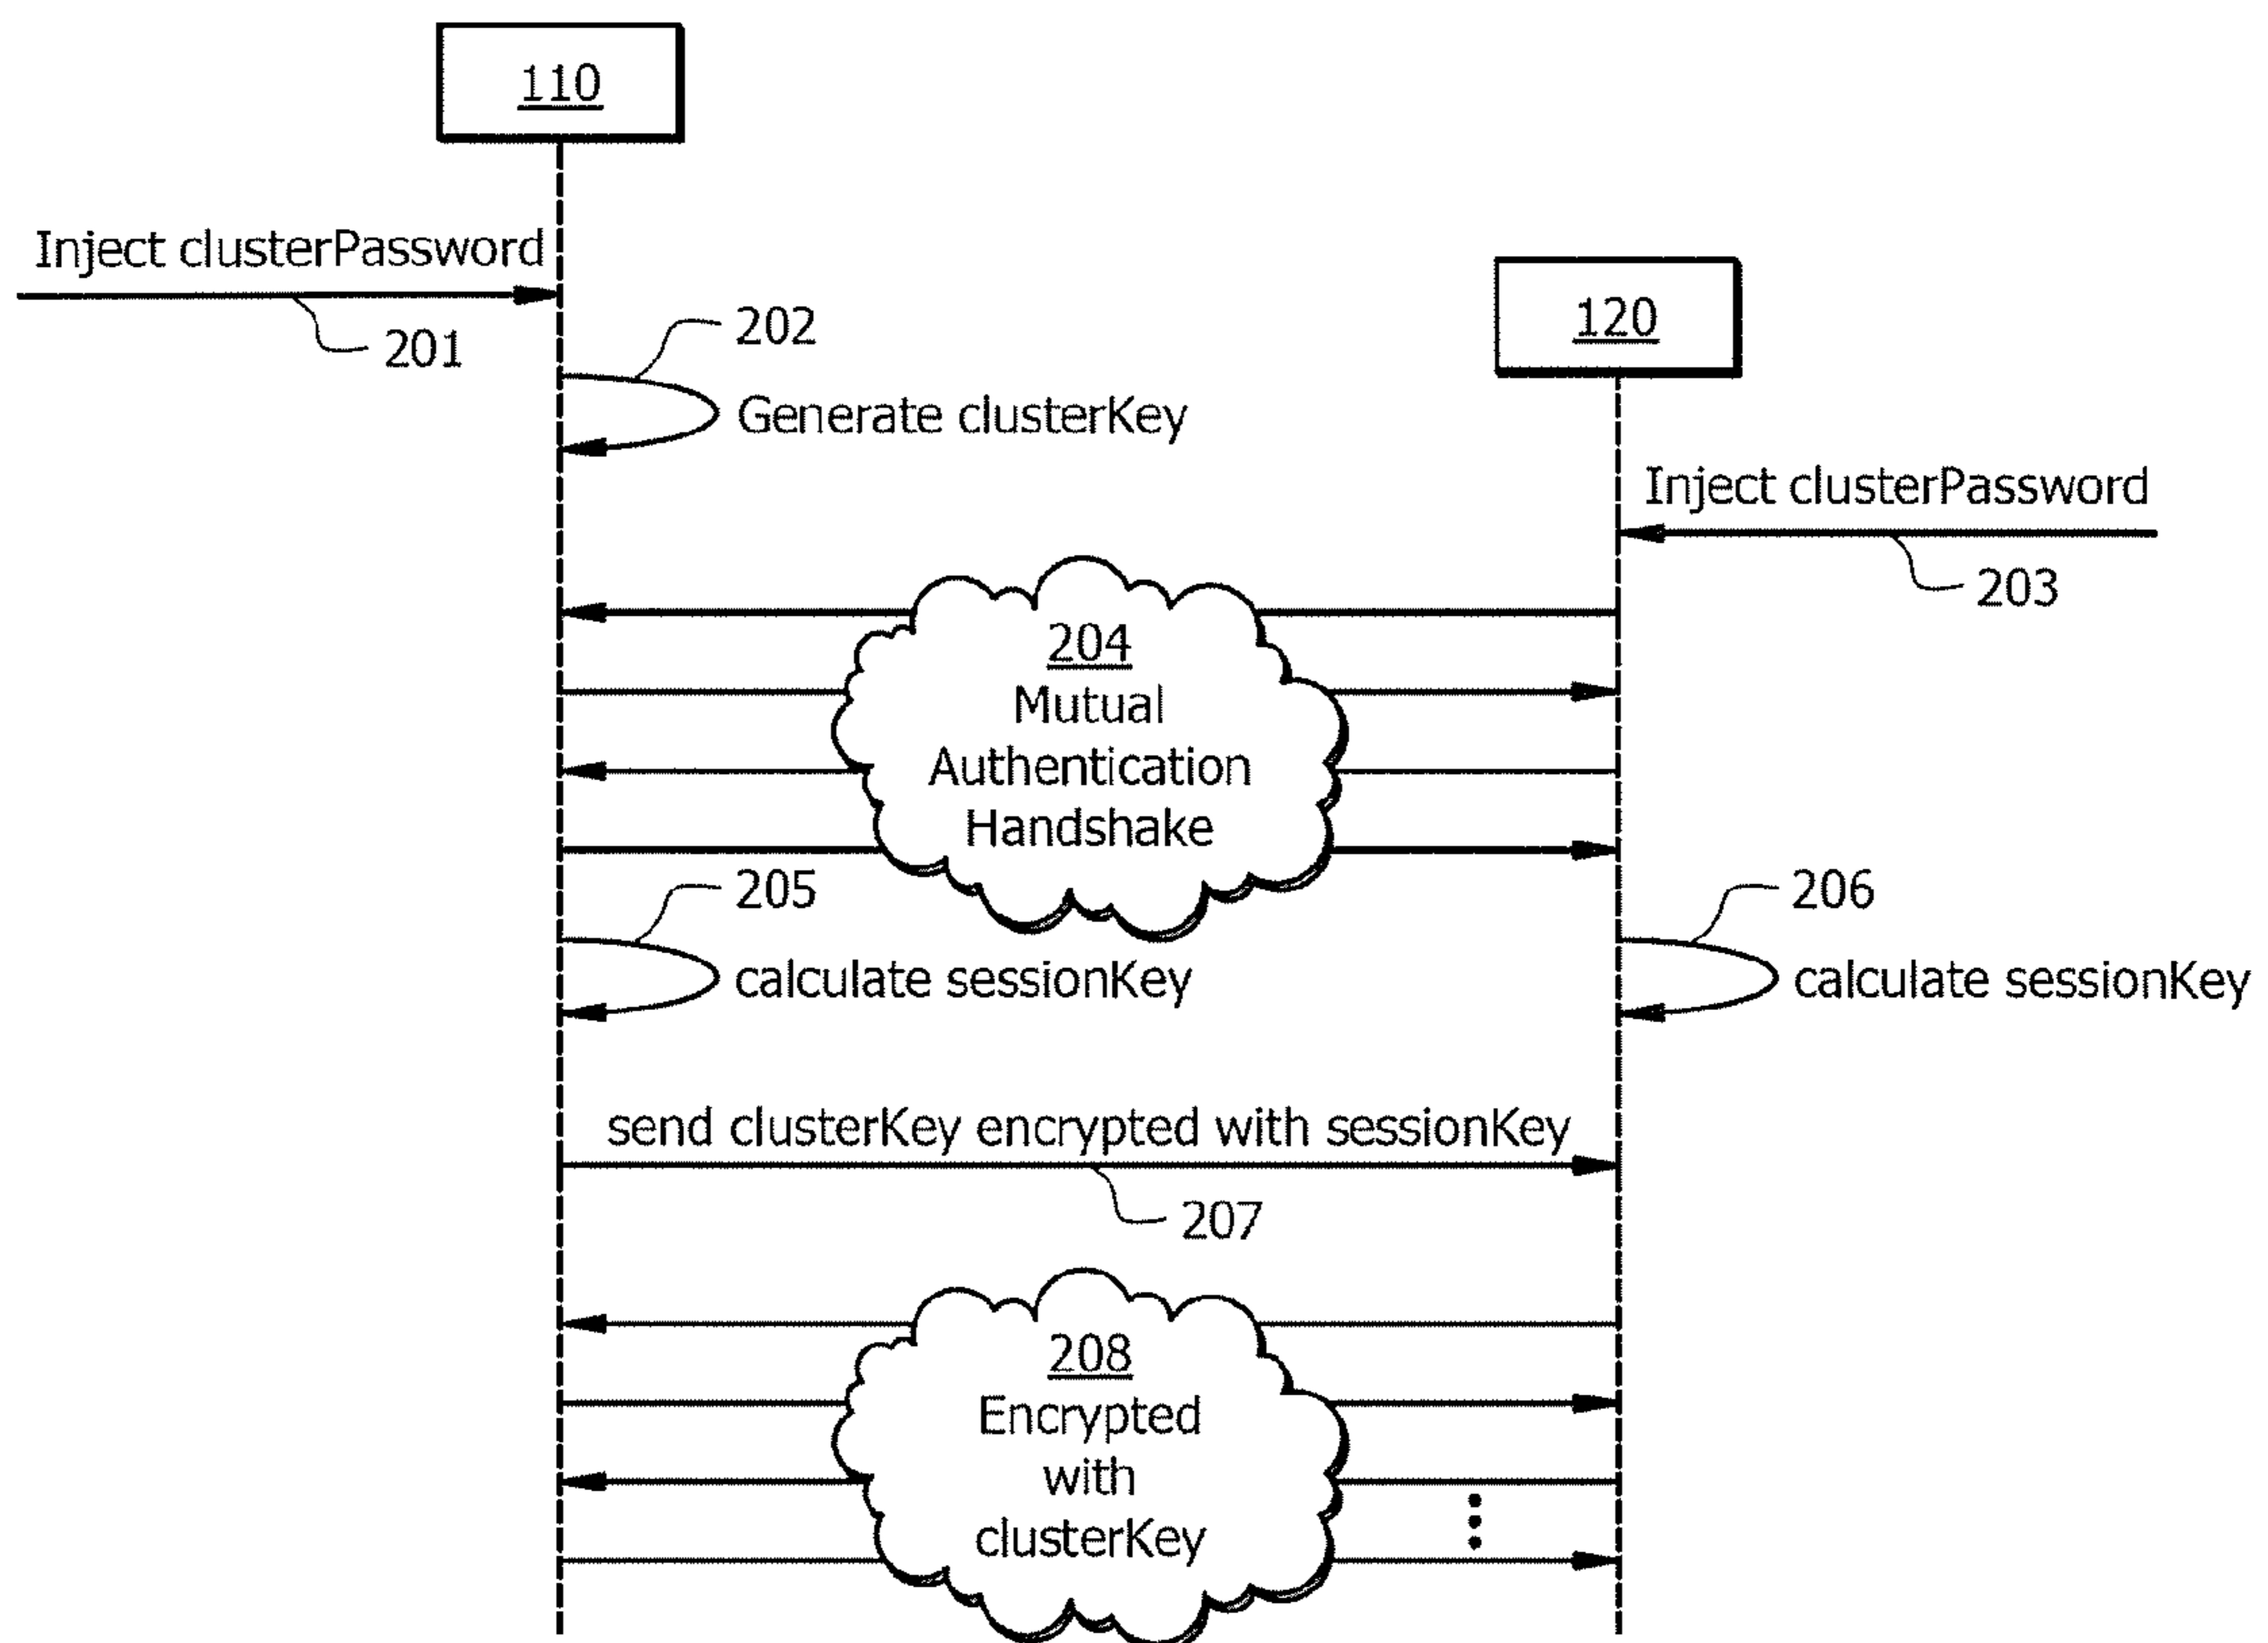 110
Inject clusterPassword
201
202
Generate clusterKey
120
Inject clusterPassword
203
204
Mutual
Authentication
Handshake
205
calculate sessionKey
206
calculate sessionKey
send clusterKey encrypted with sessionKey
207
208
Encrypted
with
clusterKey